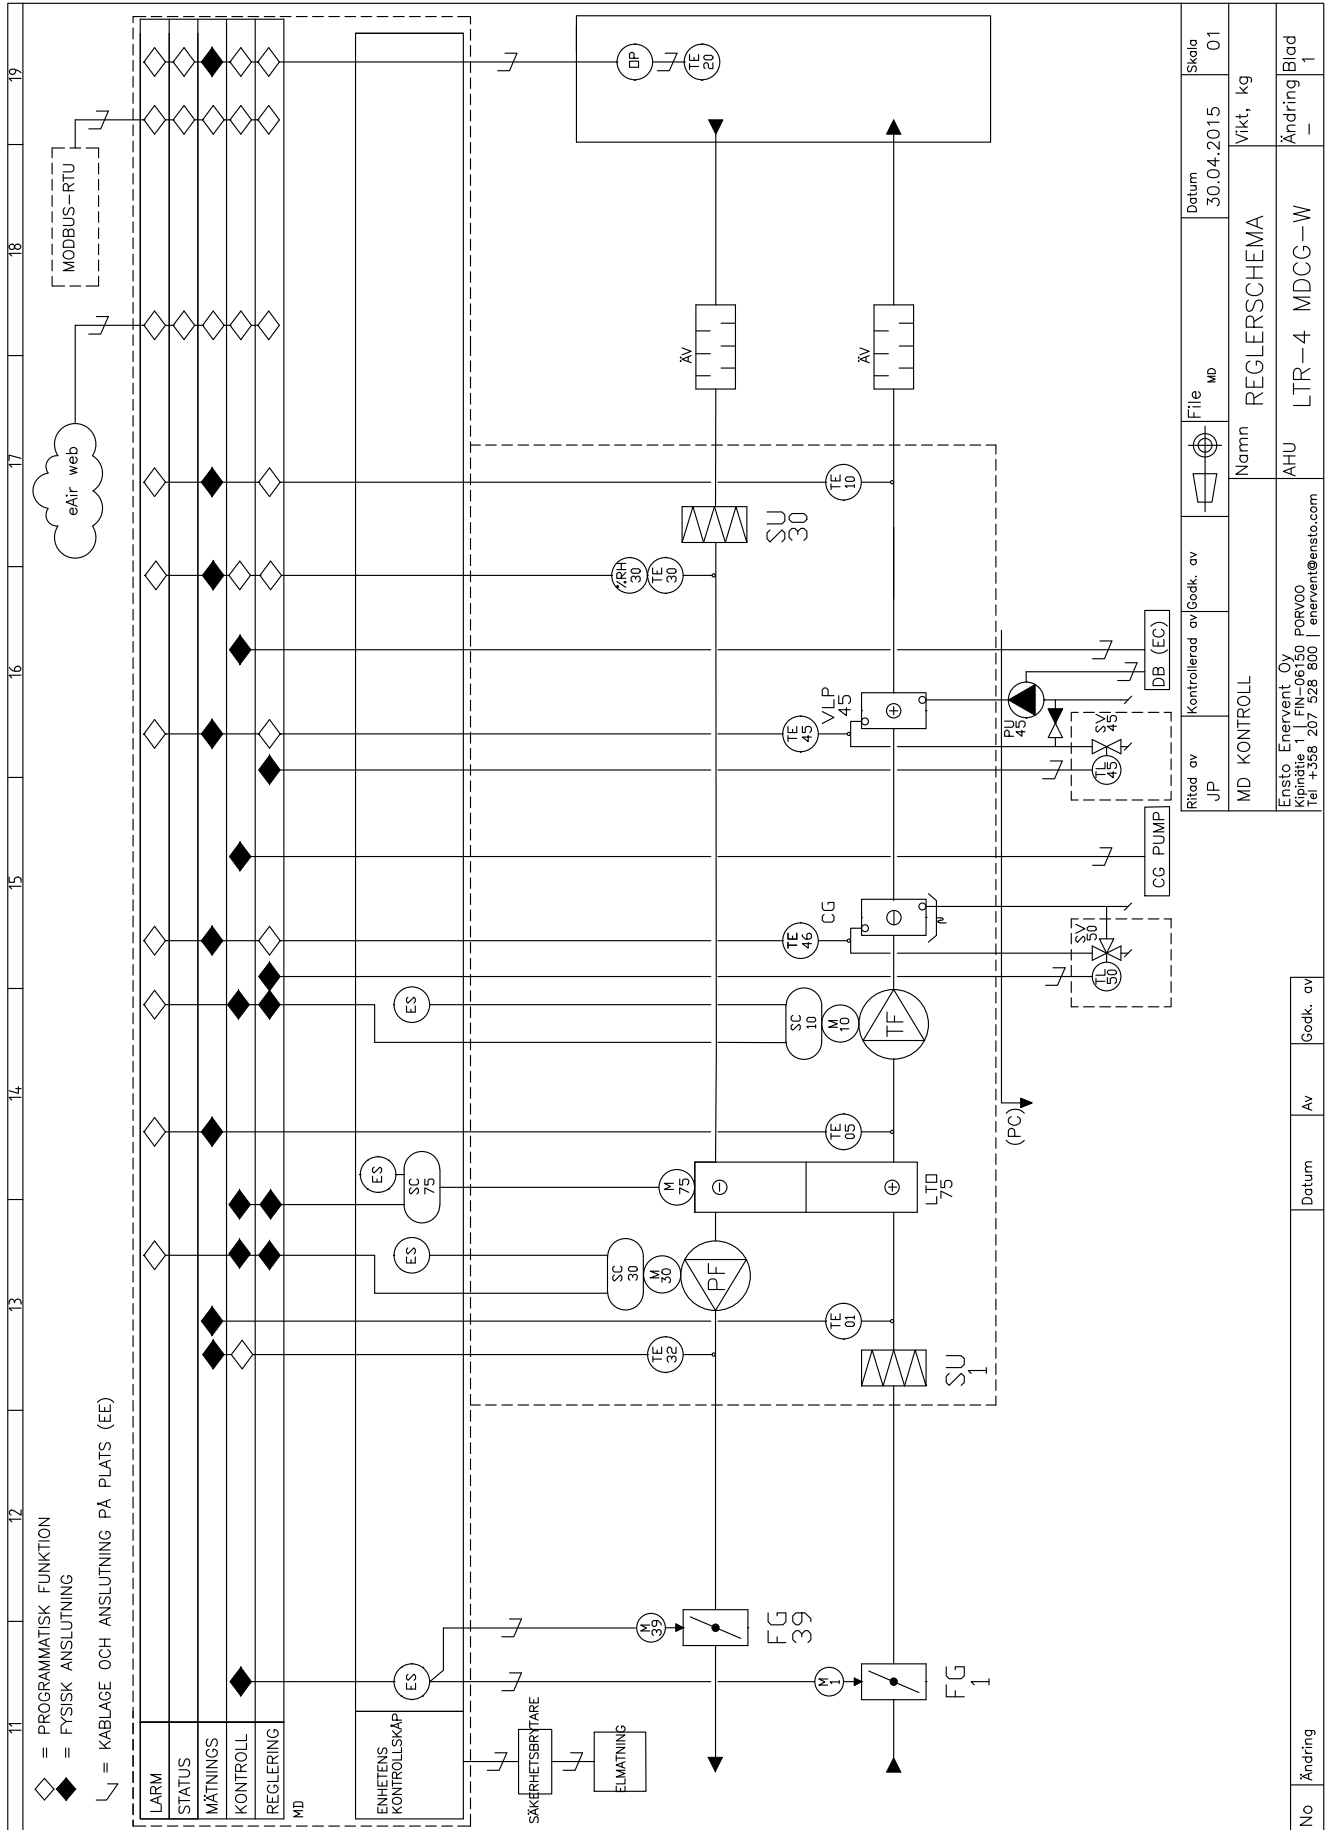 11 12 13 14 15 16 17 18 19
= PROGRAMMATISK FUNKTION
= FYSISK ANSLUTNING
= KABLAGE OCH ANSLUTNING PÅ PLATS (EE)
eAir web
MODBUS-RTU
LARM
STATUS
MÄTNINGS
KONTROLL
REGLERING
MD
ENHETENS
KONTROLLSKÅP
ES
ES
ES
ES
SC
75
SÄKERHETSBRYTARE
ELMATNING
M
39
FG
39
M
1
FG
1
TE
32
TE
01
SU
1
SC
30
M
30
PF
M
75
LTO
75
TE
05
SC
10
M
10
TF
TE
46
CG
TE
45
VLP
45
%RH
30
TE
30
SU
30
TE
10
ÄV
ÄV
DP
TE
20
(PC)
TL
50
SV
50
CG PUMP
TL
45
SV
45
PU
45
DB (EC)
Ritad av
JP
Kontrollerad av
Godk. av
File MD
Datum
30.04.2015
Skala
01
MD KONTROLL
Namn
REGLERSCHEMA
Vikt, kg
Ensto Enervent Oy
Kipinätie 1 | FIN-06150 PORVOO
Tel +358 207 528 800 | enervent@ensto.com
AHU
LTR-4 MDCG-W
Ändring
–
Blad
1
No
Ändring
Datum
Av
Godk. av